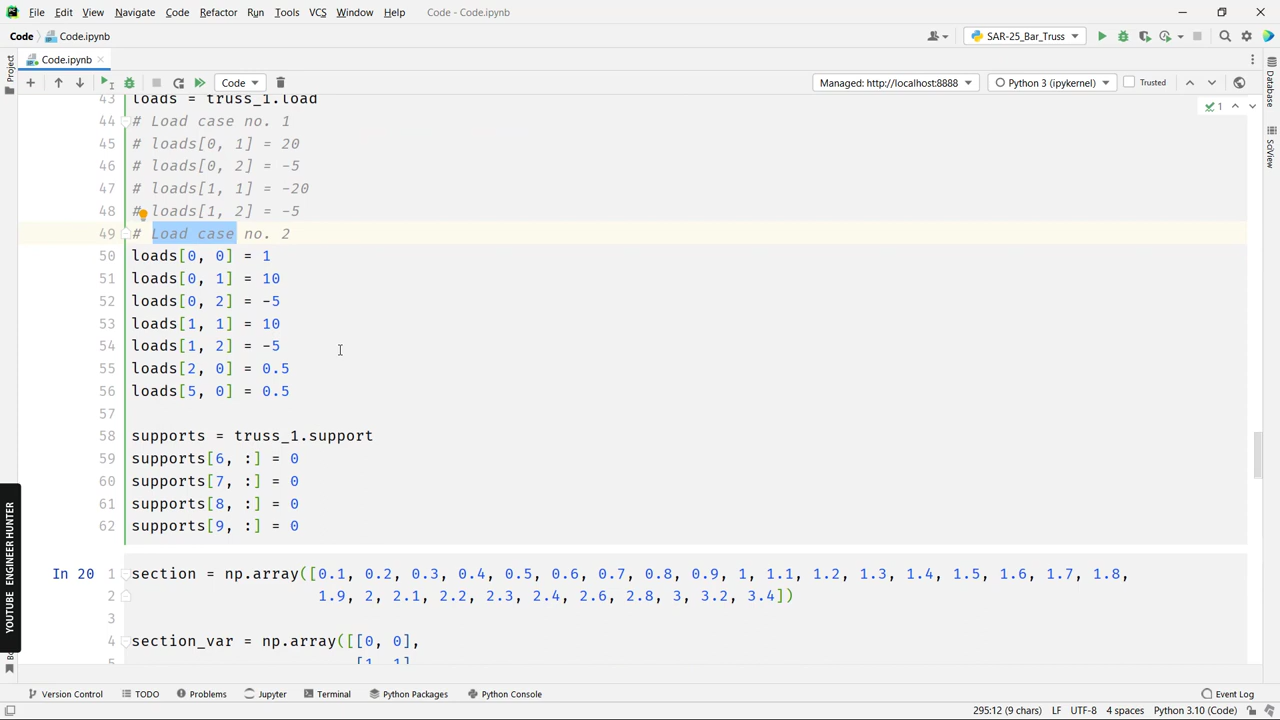 File Edit View Navigate Code Refactor Run Tools VCS Window Help Code - Code.ipynb
Code Code.ipynb SAR-25_Bar_Truss
Code.ipynb
Project
Code Managed: http://localhost:8888 Python 3 (ipykernel) Trusted
Database
SciView
1
43 loads = truss_1.load
44 # Load case no. 1
45 # loads[0, 1] = 20
46 # loads[0, 2] = -5
47 # loads[1, 1] = -20
48 # loads[1, 2] = -5
49 # Load case no. 2
50 loads[0, 0] = 1
51 loads[0, 1] = 10
52 loads[0, 2] = -5
53 loads[1, 1] = 10
54 loads[1, 2] = -5
55 loads[2, 0] = 0.5
56 loads[5, 0] = 0.5
57
58 supports = truss_1.support
59 supports[6, :] = 0
60 supports[7, :] = 0
61 supports[8, :] = 0
62 supports[9, :] = 0
In 20 1 section = np.array([0.1, 0.2, 0.3, 0.4, 0.5, 0.6, 0.7, 0.8, 0.9, 1, 1.1, 1.2, 1.3, 1.4, 1.5, 1.6, 1.7, 1.8,
2 1.9, 2, 2.1, 2.2, 2.3, 2.4, 2.6, 2.8, 3, 3.2, 3.4])
3
4 section_var = np.array([[0, 0],
5 [1, 1]
YOUTUBE ENGINEER HUNTER
Version Control TODO Problems Jupyter Terminal Python Packages Python Console Event Log
295:12 (9 chars) LF UTF-8 4 spaces Python 3.10 (Code)